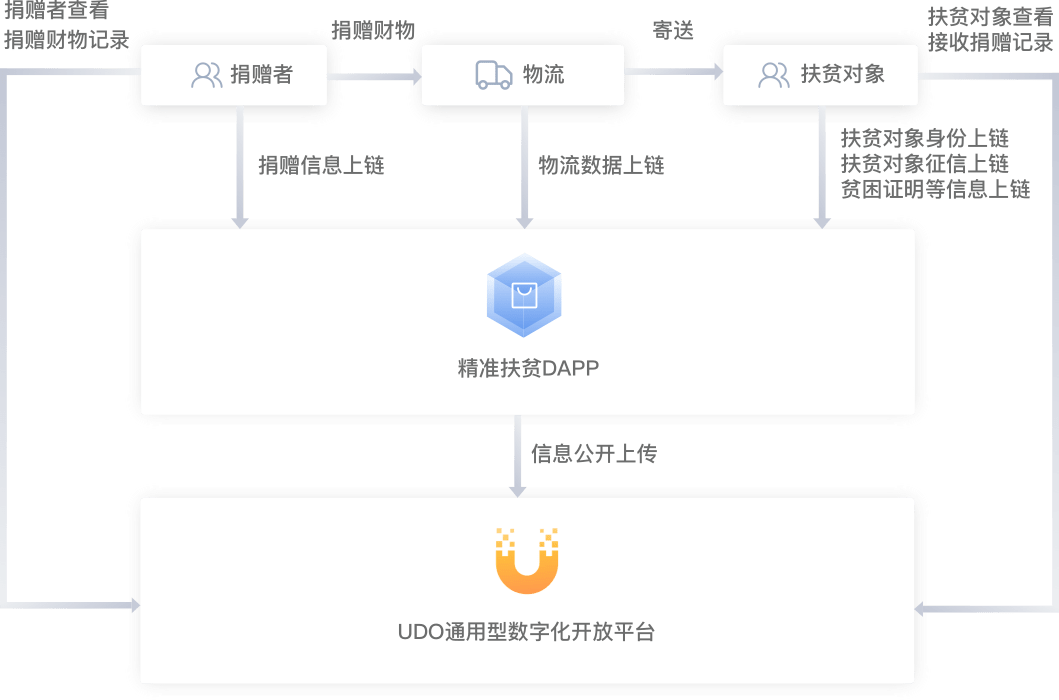 捐赠者查看
捐赠财物记录
捐赠财物
寄送
扶贫对象查看
接收捐赠记录
捐赠者
物流
扶贫对象
捐赠信息上链
物流数据上链
扶贫对象身份上链
扶贫对象征信上链
贫困证明等信息上链
精准扶贫DAPP
信息公开上传
UDO通用型数字化开放平台